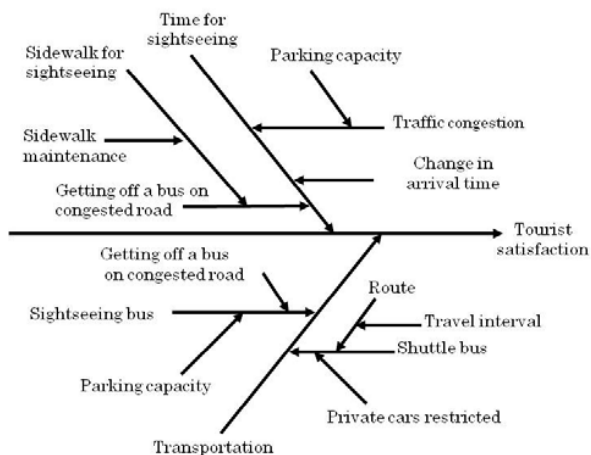 Time for
sightseeing
Sidewalk for
sightseeing
Parking capacity
Traffic congestion
Sidewalk
maintenance
Change in
arrival time
Getting off a bus on
congested road
Tourist
satisfaction
Getting off a bus
on congested road
Route
Sightseeing bus
Travel interval
Shuttle bus
Parking capacity
Private cars restricted
Transportation